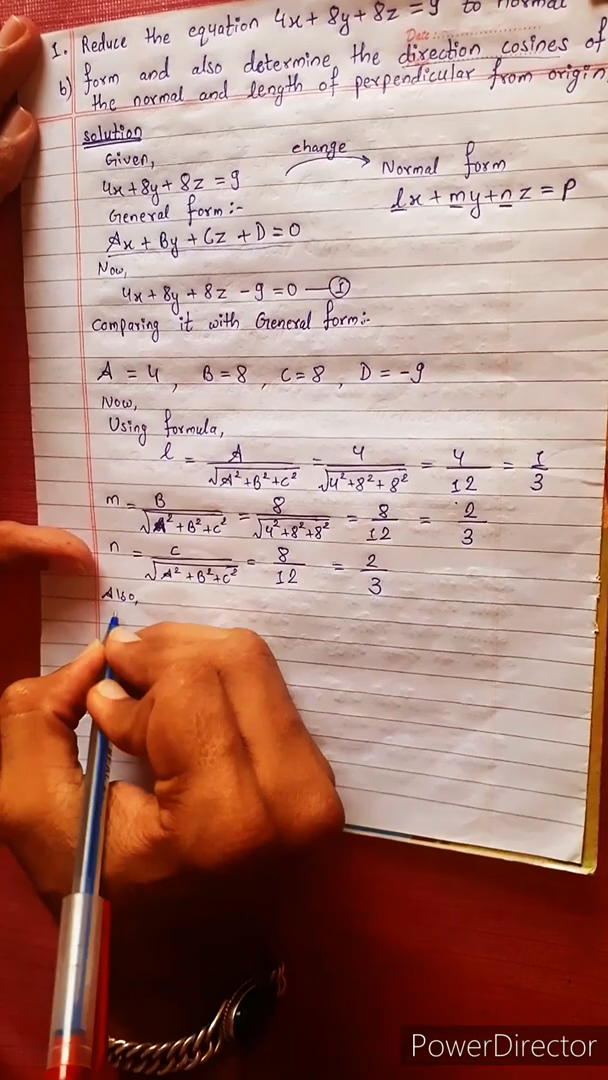 1. Reduce the equation 4x + 8y + 8z = 9 to normal
Date:
b) form and also determine the direction cosines of
the normal and length of perpendicular from origin
solution
Given,
change
4x + 8y + 8z = 9
Normal form
lx + my + nz = P
General form:-
Ax + By + Cz + D = 0
Now,
4x + 8y + 8z - 9 = 0 — (I)
Comparing it with General form:-
A = 4, B = 8, C = 8, D = -9
Now,
Using formula,
l = A/√(A² + B² + C²) = 4/√(4² + 8² + 8²) = 4/12 = 1/3
m = B/√(A² + B² + C²) = 8/√(4² + 8² + 8²) = 8/12 = 2/3
n = C/√(A² + B² + C²) = 8/12 = 2/3
Also,
PowerDirector